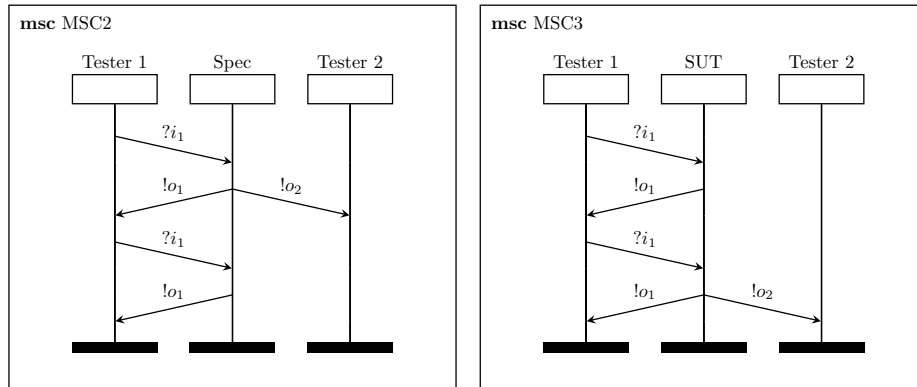 msc MSC2
Tester 1 Spec Tester 2
?i₁
!o₁ !o₂
?i₁
!o₁
msc MSC3
Tester 1 SUT Tester 2
?i₁
!o₁
?i₁
!o₁ !o₂